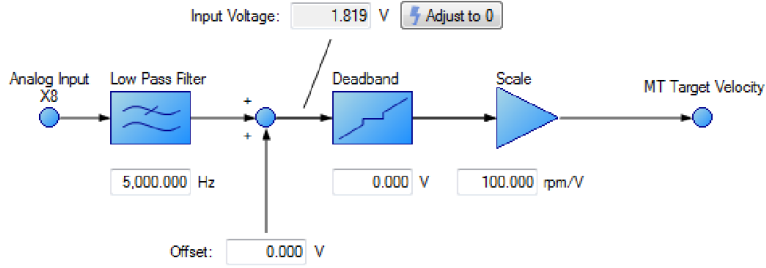 Input Voltage: 1.819 V Adjust to 0
Analog Input Low Pass Filter Deadband Scale MT Target Velocity
X8
+
+
5,000.000 Hz 0.000 V 100.000 rpm/V
Offset: 0.000 V